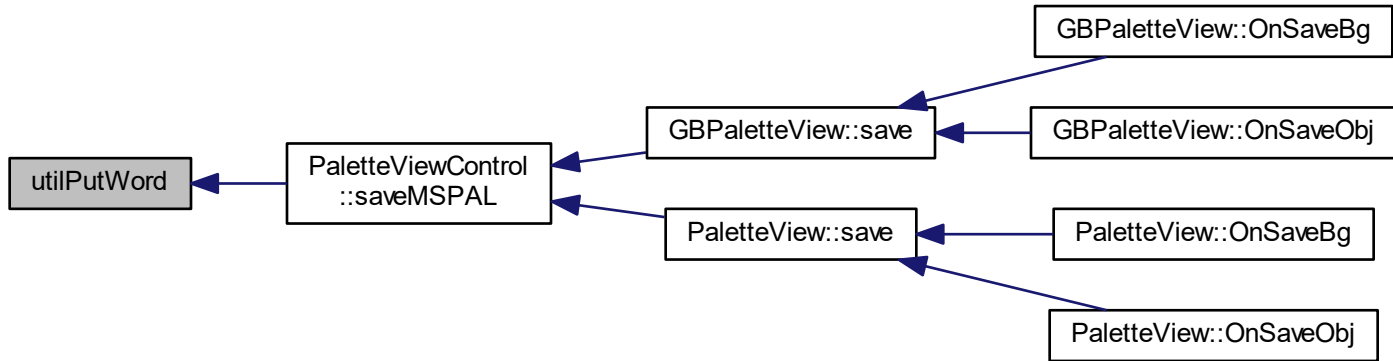 utilPutWord
PaletteViewControl
::saveMSPAL
GBPaletteView::save
PaletteView::save
GBPaletteView::OnSaveBg
GBPaletteView::OnSaveObj
PaletteView::OnSaveBg
PaletteView::OnSaveObj